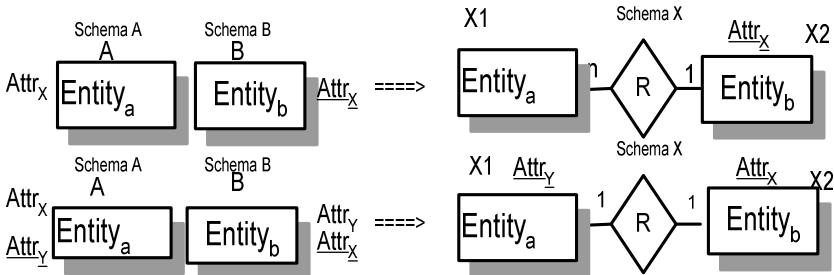 Schema A Schema B
A B
Attr_X Entity_a Entity_b Attr_X ====>
X1 Schema X Attr_X X2
Entity_a n R 1 Entity_b
Schema A Schema B
A B
Attr_X Attr_Y Entity_a Entity_b Attr_Y Attr_X ====>
X1 Attr_Y Schema X Attr_X X2
Entity_a 1 R 1 Entity_b